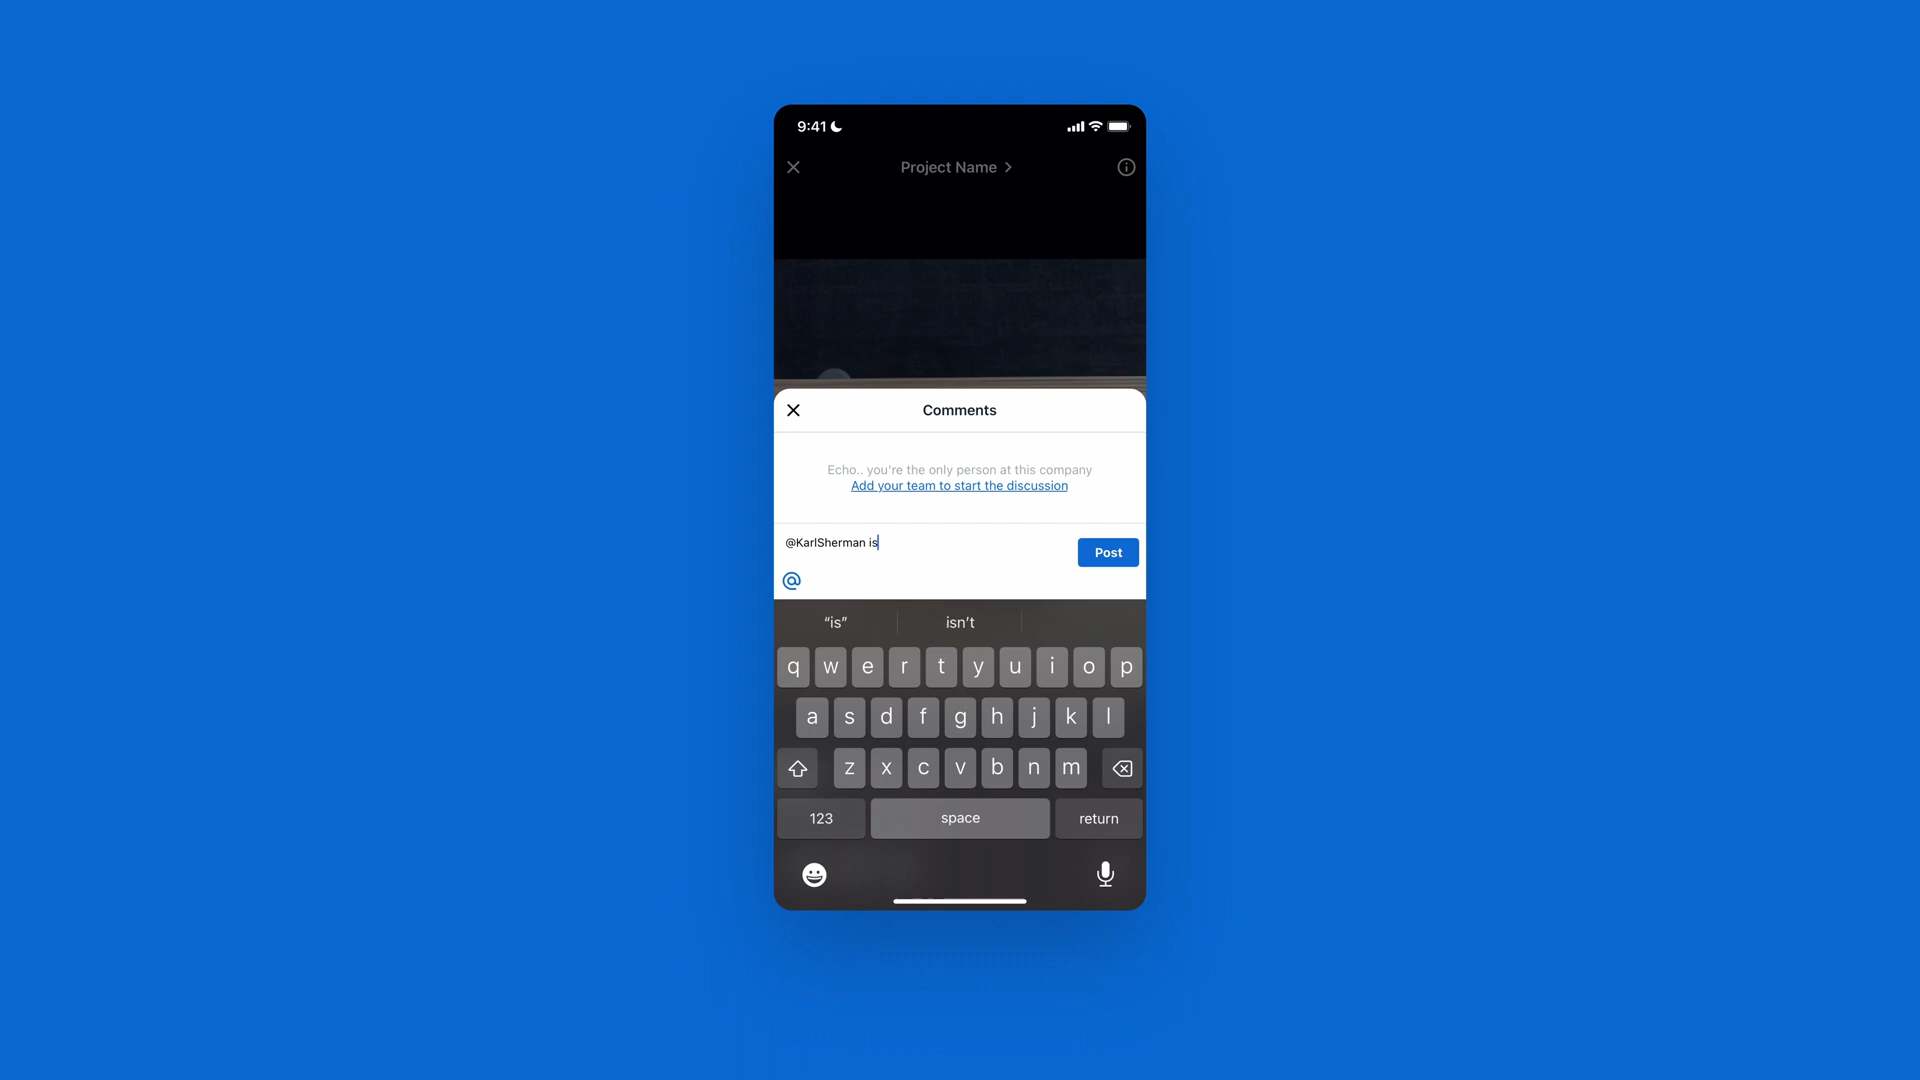 9:41
Project Name
Comments
Echo.. you're the only person at this company
Add your team to start the discussion
@KarlSherman is
Post
@
“is” isn’t
q w e r t y u i o p
a s d f g h j k l
z x c v b n m
123 space return